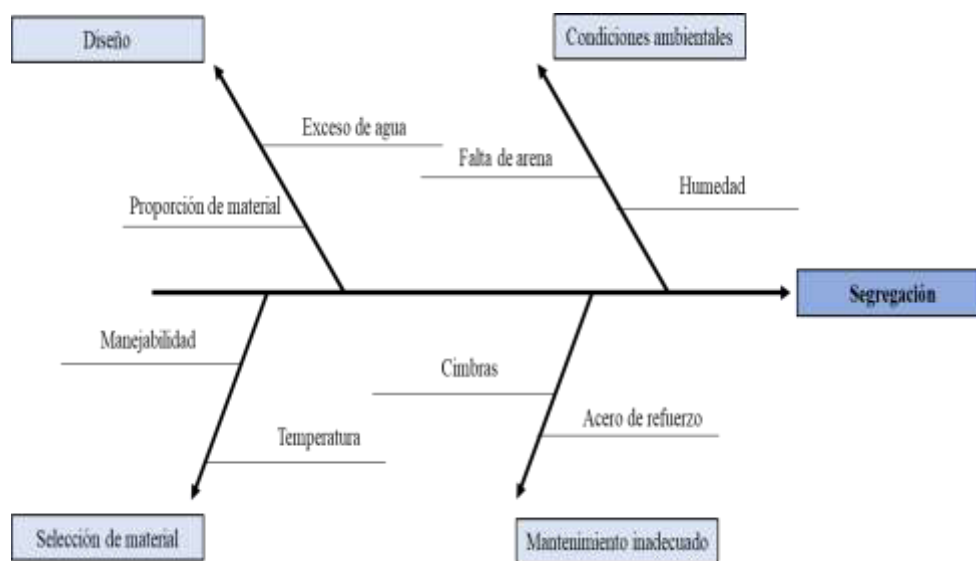 Diseño
Condiciones ambientales
Exceso de agua
Falta de arena
Humedad
Proporción de material
Segregación
Manejabilidad
Cimbras
Acero de refuerzo
Temperatura
Selección de material
Mantenimiento inadecuado